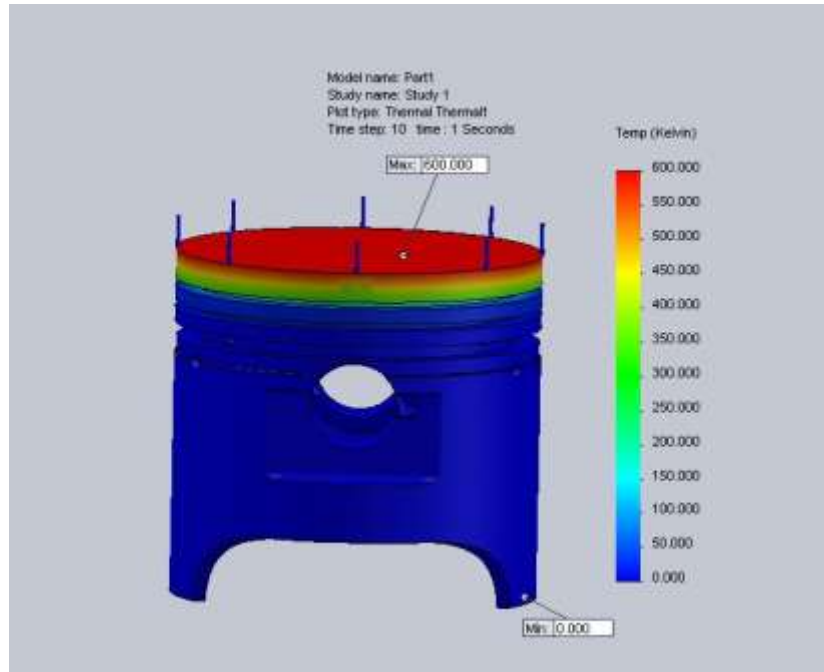 Model name: Part1
Study name: Study 1
Plot type: Thermal Thermal1
Time step: 10 time : 1 Seconds
Temp (Kelvin)
Max: 600.000
600.000
550.000
500.000
450.000
400.000
350.000
300.000
250.000
200.000
150.000
100.000
50.000
0.000
Min: 0.000